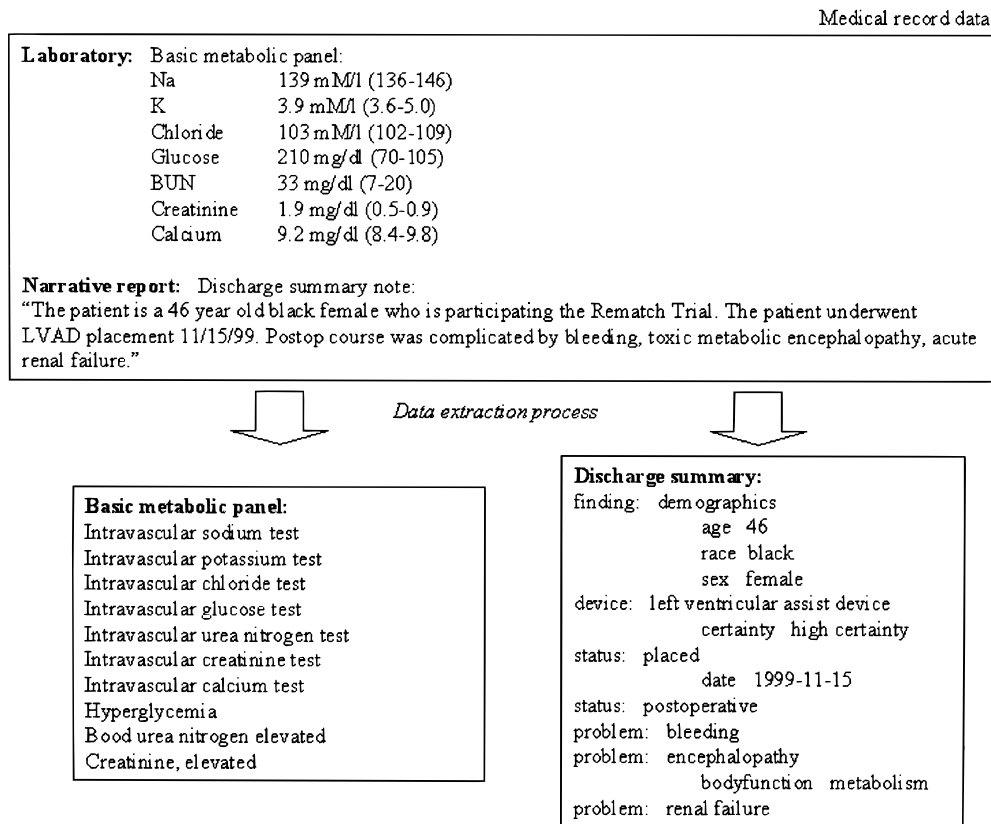 Medical record data
Laboratory: Basic metabolic panel:
Na 139 mM/l (136-146)
K 3.9 mM/l (3.6-5.0)
Chloride 103 mM/l (102-109)
Glucose 210 mg/dl (70-105)
BUN 33 mg/dl (7-20)
Creatinine 1.9 mg/dl (0.5-0.9)
Calcium 9.2 mg/dl (8.4-9.8)
Narrative report: Discharge summary note:
“The patient is a 46 year old black female who is participating the Rematch Trial. The patient underwent
LVAD placement 11/15/99. Postop course was complicated by bleeding, toxic metabolic encephalopathy, acute
renal failure.”
Data extraction process
Basic metabolic panel:
Intravascular sodium test
Intravascular potassium test
Intravascular chloride test
Intravascular glucose test
Intravascular urea nitrogen test
Intravascular creatinine test
Intravascular calcium test
Hyperglycemia
Bood urea nitrogen elevated
Creatinine, elevated
Discharge summary:
finding: demographics
age 46
race black
sex female
device: left ventricular assist device
certainty high certainty
status: placed
date 1999-11-15
status: postoperative
problem: bleeding
problem: encephalopathy
bodyfunction metabolism
problem: renal failure